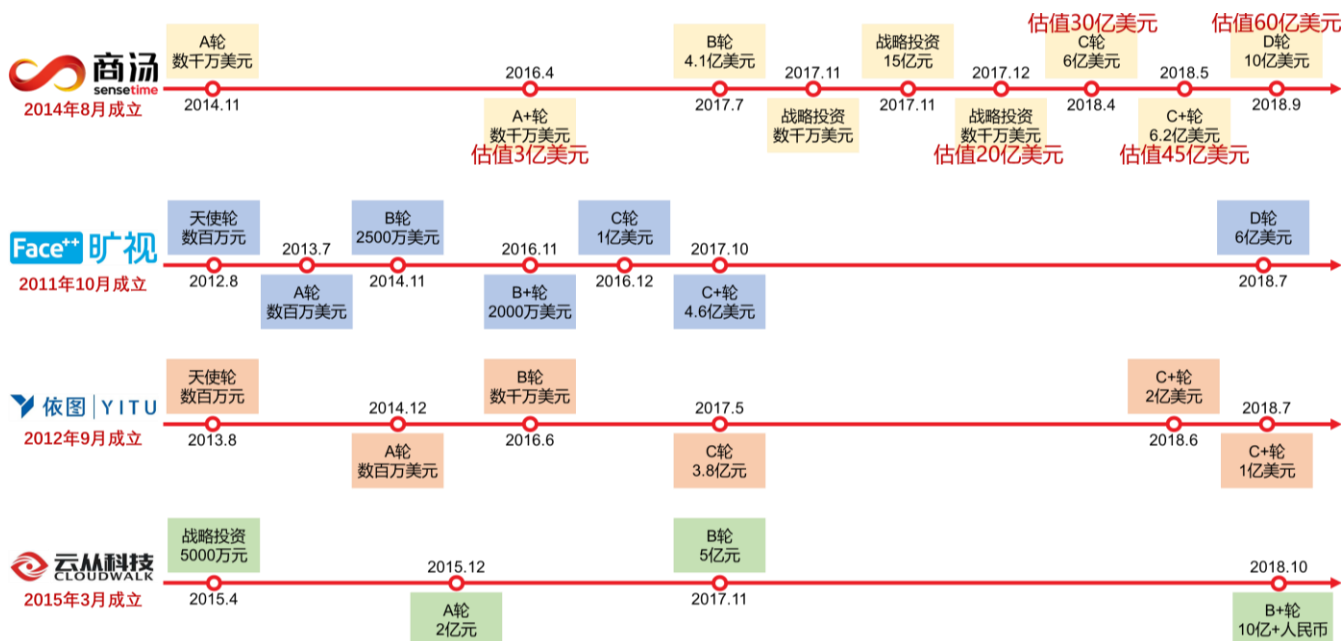 估值30亿美元
估值60亿美元
A轮
数千万美元
B轮
4.1亿美元
战略投资
15亿元
C轮
6亿美元
D轮
10亿美元
商汤
sensetime
2014年8月成立
2016.4
2017.11
2017.12
2018.5
2014.11
2017.7
2017.11
2018.4
2018.9
A+轮
数千万美元
估值3亿美元
战略投资
数千万美元
战略投资
数千万美元
估值20亿美元
C+轮
6.2亿美元
估值45亿美元
天使轮
数百万元
B轮
2500万美元
C轮
1亿美元
D轮
6亿美元
Face++ 旷视
2011年10月成立
2013.7
2016.11
2017.10
2012.8
2014.11
2016.12
2018.7
A轮
数百万美元
B+轮
2000万美元
C+轮
4.6亿美元
天使轮
数百万元
B轮
数千万美元
C+轮
2亿美元
依图 YITU
2012年9月成立
2014.12
2017.5
2018.7
2013.8
2016.6
2018.6
A轮
数百万美元
C轮
3.8亿元
C+轮
1亿美元
战略投资
5000万元
B轮
5亿元
云从科技
CLOUDWALK
2015年3月成立
2015.12
2018.10
2015.4
2017.11
A轮
2亿元
B+轮
10亿+人民币